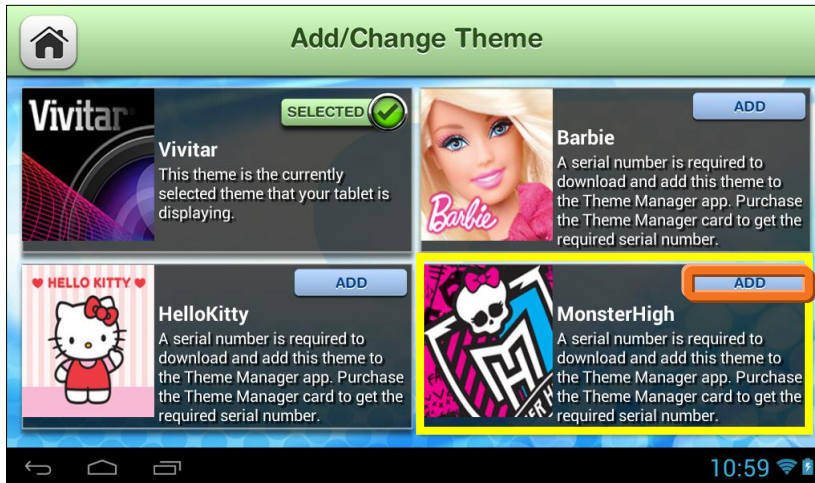 Add/Change Theme
Vivitar
SELECTED
Vivitar
This theme is the currently
selected theme that your tablet is
displaying.
Barbie
ADD
Barbie
A serial number is required to
download and add this theme to
the Theme Manager app. Purchase
the Theme Manager card to get the
required serial number.
HELLO KITTY
ADD
HelloKitty
A serial number is required to
download and add this theme to
the Theme Manager app. Purchase
the Theme Manager card to get the
required serial number.
ADD
MonsterHigh
A serial number is required to
download and add this theme to
the Theme Manager app. Purchase
the Theme Manager card to get the
required serial number.
10:59